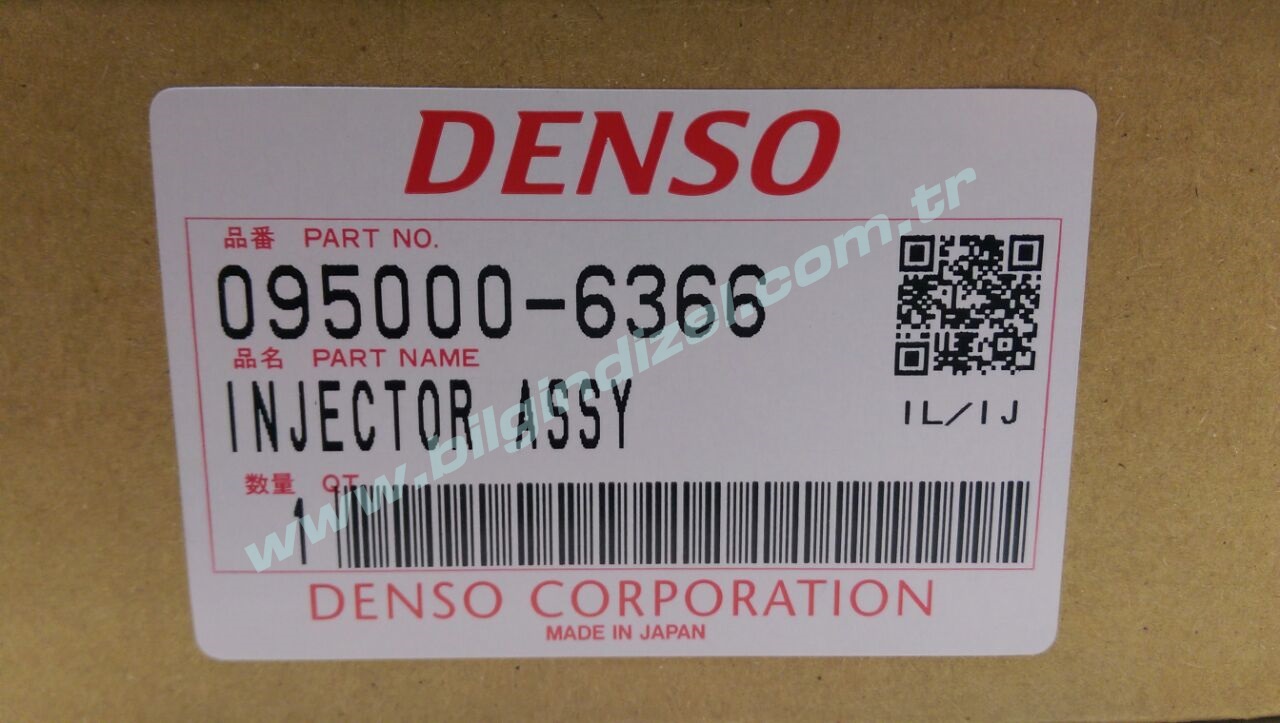 DENSO
品番 PART NO.
095000-6366
品名 PART NAME
INJECTOR ASSY
IL/IJ
数量 QT
1
DENSO CORPORATION
MADE IN JAPAN
www.bilgindizel.com.tr